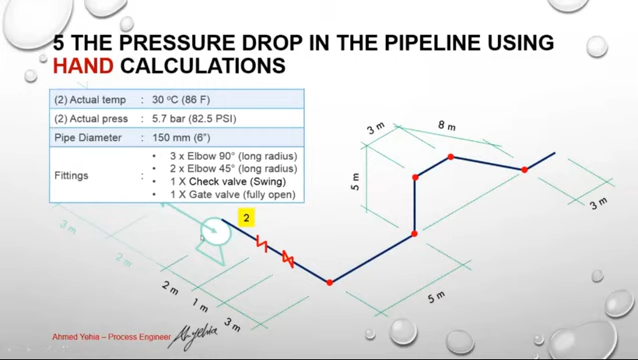 5 THE PRESSURE DROP IN THE PIPELINE USING
HAND CALCULATIONS
(2) Actual temp : 30 ºC (86 F)
(2) Actual press : 5.7 bar (82.5 PSI)
Pipe Diameter : 150 mm (6")
Fittings :
• 3 x Elbow 90° (long radius)
• 2 x Elbow 45° (long radius)
• 1 X Check valve (Swing)
• 1 X Gate valve (fully open)
3 m
8 m
5 m
3 m
2
3 m
2 m
2 m
1 m
3 m
5 m
Ahmed Yehia – Process Engineer